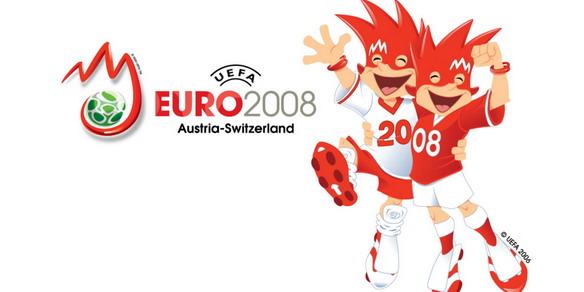 UEFA
EURO2008
Austria-Switzerland
20
08
© UEFA 2006